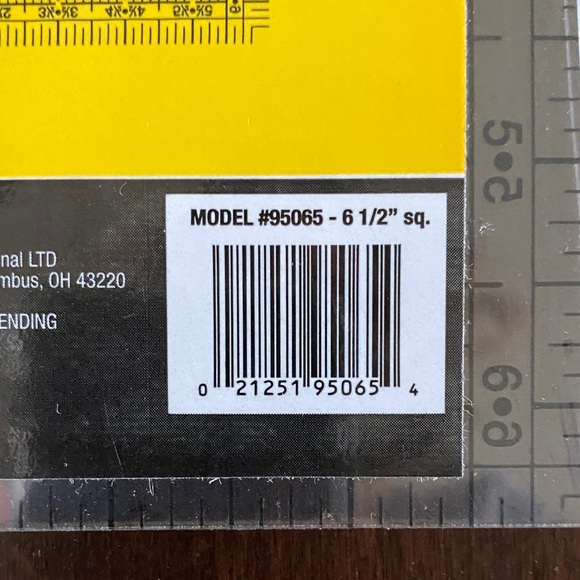 MODEL #95065 - 6 1/2” sq.
nal LTD
mbus, OH 43220
ENDING
0 21251 95065 4
5•5
6•6